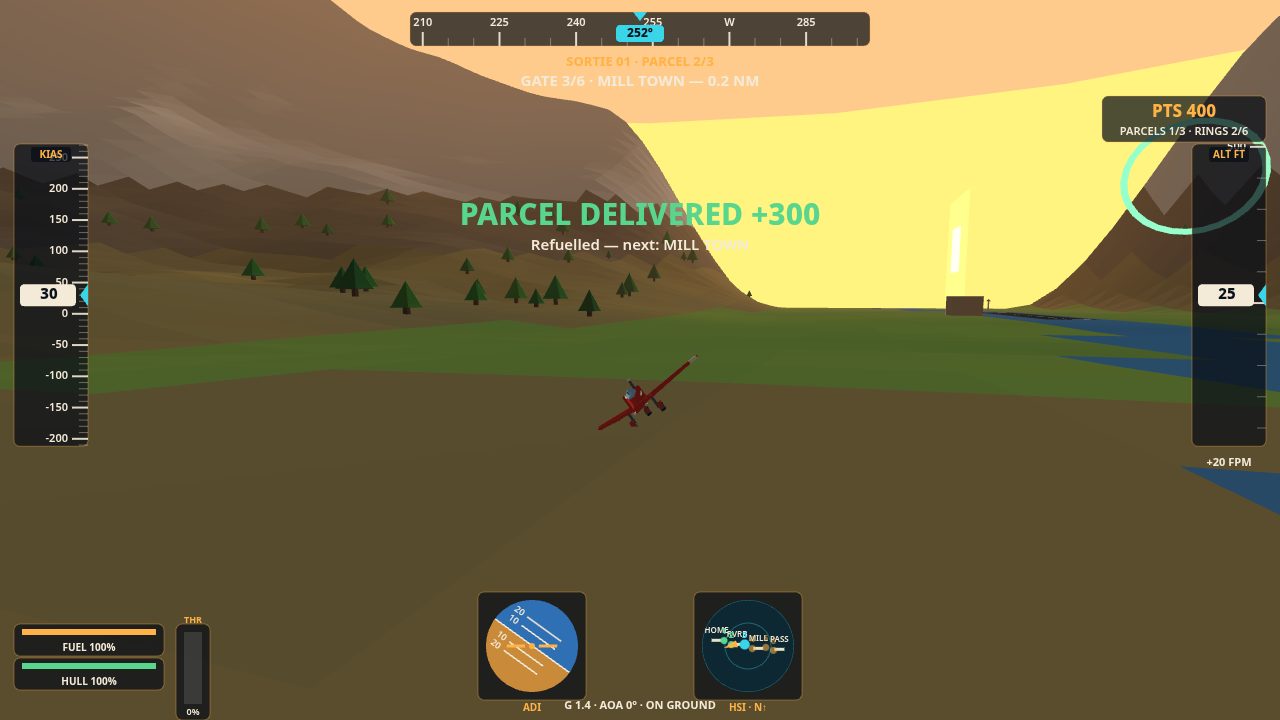 210 225 240 255 W 285
252°
SORTIE 01 · PARCEL 2/3
GATE 3/6 · MILL TOWN — 0.2 NM
PTS 400
PARCELS 1/3 · RINGS 2/6
KIAS
200
150
100
50
30
0
-50
-100
-150
-200
ALT FT
25
+20 FPM
PARCEL DELIVERED +300
Refuelled — next: MILL TOWN
FUEL 100%
HULL 100%
THR
0%
20
10
10
20
ADI
G 1.4 · AOA 0° · ON GROUND
HOME
MILL
PASS
HSI · N↑